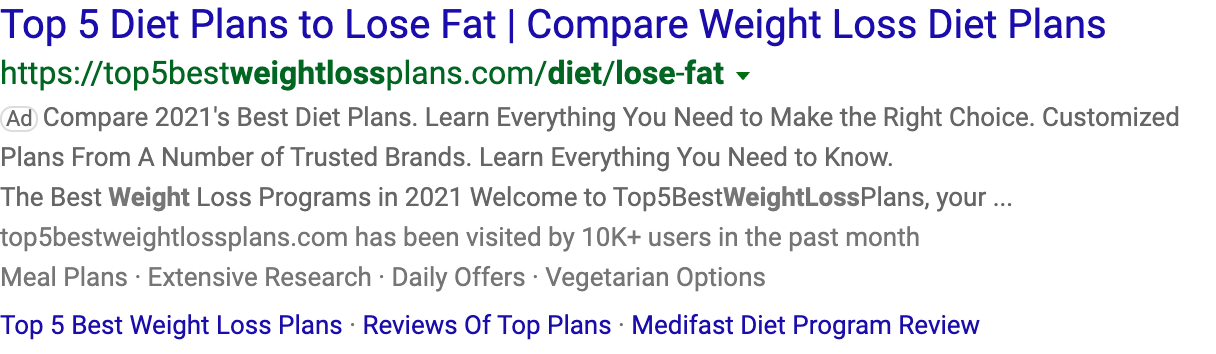 Top 5 Diet Plans to Lose Fat | Compare Weight Loss Diet Plans
https://top5bestweightlossplans.com/diet/lose-fat
Ad Compare 2021's Best Diet Plans. Learn Everything You Need to Make the Right Choice. Customized
Plans From A Number of Trusted Brands. Learn Everything You Need to Know.
The Best Weight Loss Programs in 2021 Welcome to Top5BestWeightLossPlans, your ...
top5bestweightlossplans.com has been visited by 10K+ users in the past month
Meal Plans · Extensive Research · Daily Offers · Vegetarian Options
Top 5 Best Weight Loss Plans · Reviews Of Top Plans · Medifast Diet Program Review